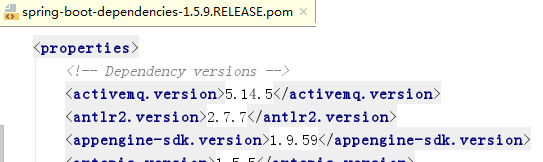 spring-boot-dependencies-1.5.9.RELEASE.pom ×
<properties>
<!-- Dependency versions -->
<activemq.version>5.14.5</activemq.version>
<antlr2.version>2.7.7</antlr2.version>
<appengine-sdk.version>1.9.59</appengine-sdk.version>